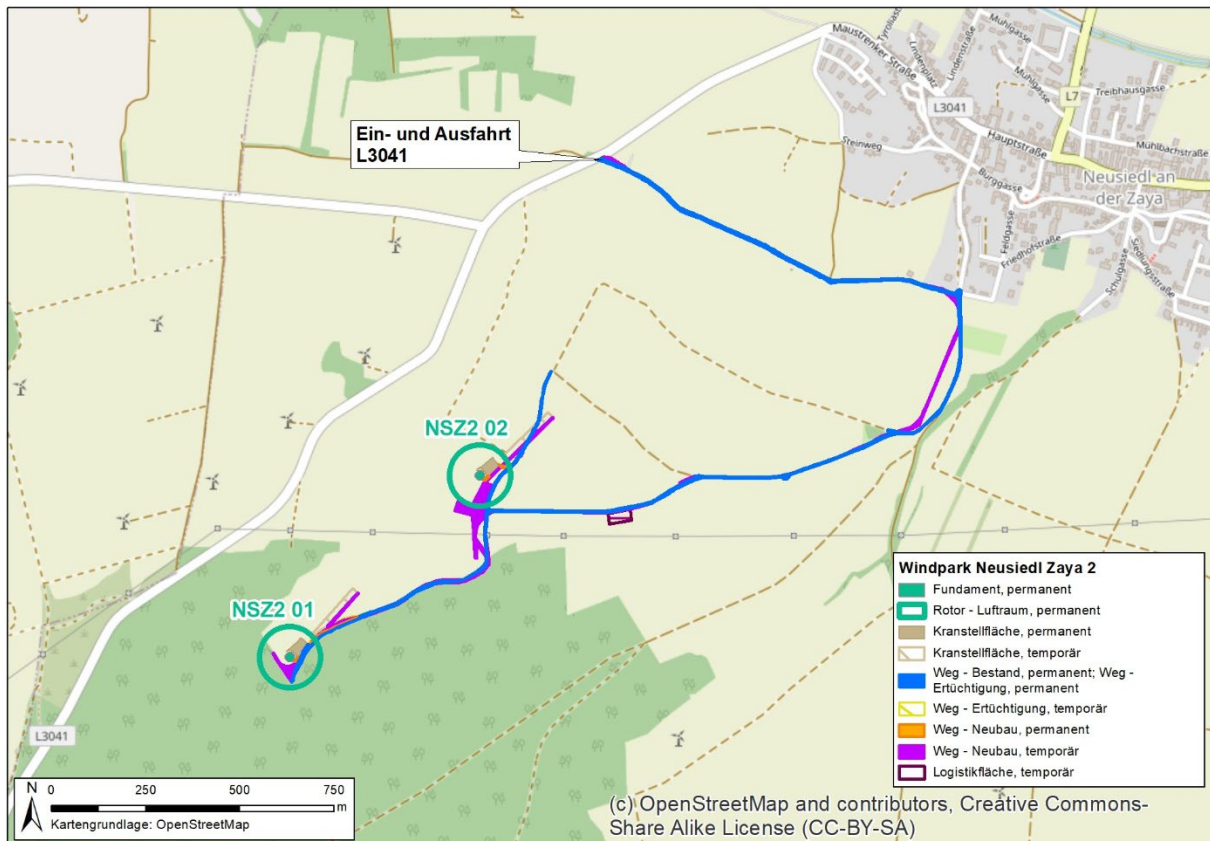 Maustrenker Straße
Tyroliastr
Lindenplatz
Lindenstraße
Mühlgasse
Mühlgasse
L7
Treibhausgasse
L3041
Hauptstraße
Mühlbachstraße
Steinweg
Burggasse
Neusiedl an
der Zaya
Feldgasse
Friedhofstraße
Schulgasse
Siedlungsstraße
Ein- und Ausfahrt
L3041
NSZ2 02
NSZ2 01
L3041
Windpark Neusiedl Zaya 2
Fundament, permanent
Rotor - Luftraum, permanent
Kranstellfläche, permanent
Kranstellfläche, temporär
Weg - Bestand, permanent; Weg -
Ertüchtigung, permanent
Weg - Ertüchtigung, temporär
Weg - Neubau, permanent
Weg - Neubau, temporär
Logistikfläche, temporär
N
0 250 500 750
m
Kartengrundlage: OpenStreetMap
(c) OpenStreetMap and contributors, Creative Commons-
Share Alike License (CC-BY-SA)